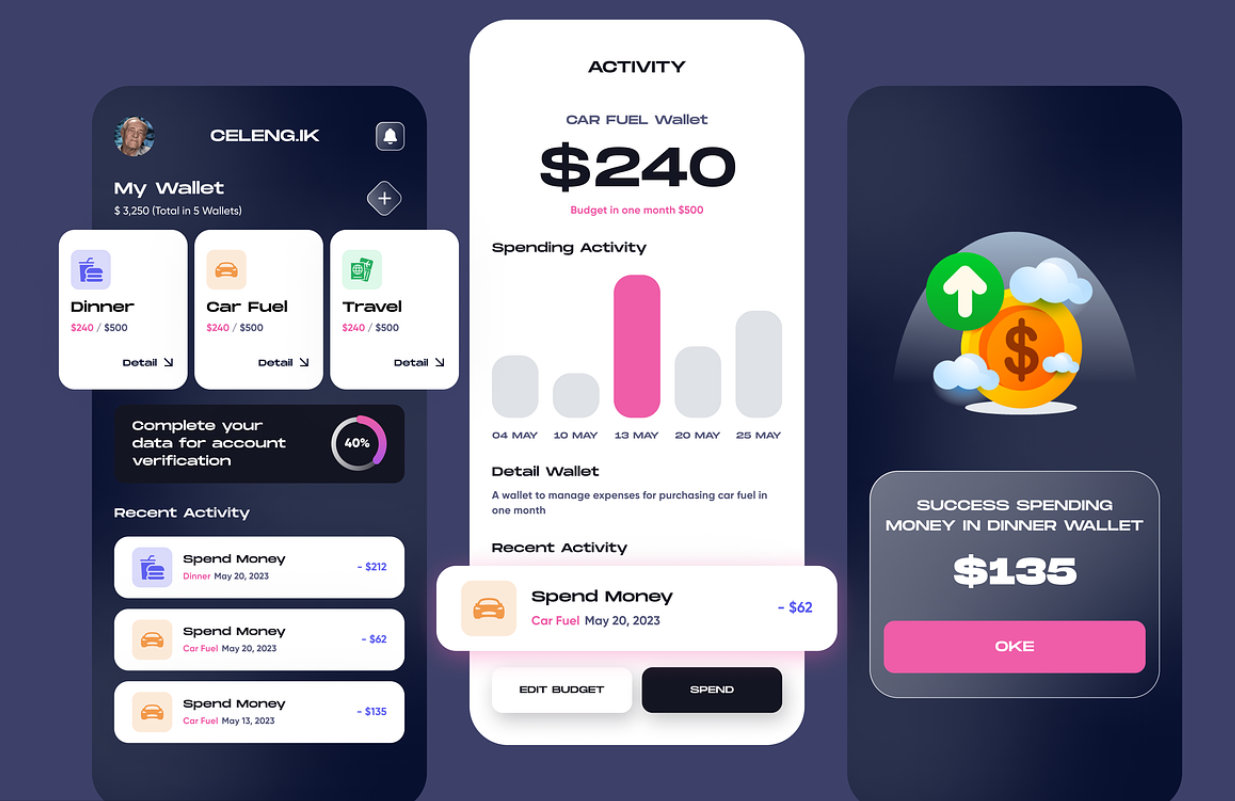 CELENG.IK
My Wallet
$ 3,250 (Total in 5 Wallets)
Dinner
$240 / $500
Detail
Car Fuel
$240 / $500
Detail
Travel
$240 / $500
Detail
Complete your
data for account
verification
40%
Recent Activity
Spend Money
Dinner May 20, 2023
- $212
Spend Money
Car Fuel May 20, 2023
- $62
Spend Money
Car Fuel May 13, 2023
- $135
ACTIVITY
CAR FUEL Wallet
$240
Budget in one month $500
Spending Activity
04 MAY 10 MAY 13 MAY 20 MAY 25 MAY
Detail Wallet
A wallet to manage expenses for purchasing car fuel in
one month
Recent Activity
Spend Money
Car Fuel May 20, 2023
- $62
EDIT BUDGET
SPEND
$
SUCCESS SPENDING
MONEY IN DINNER WALLET
$135
OKE